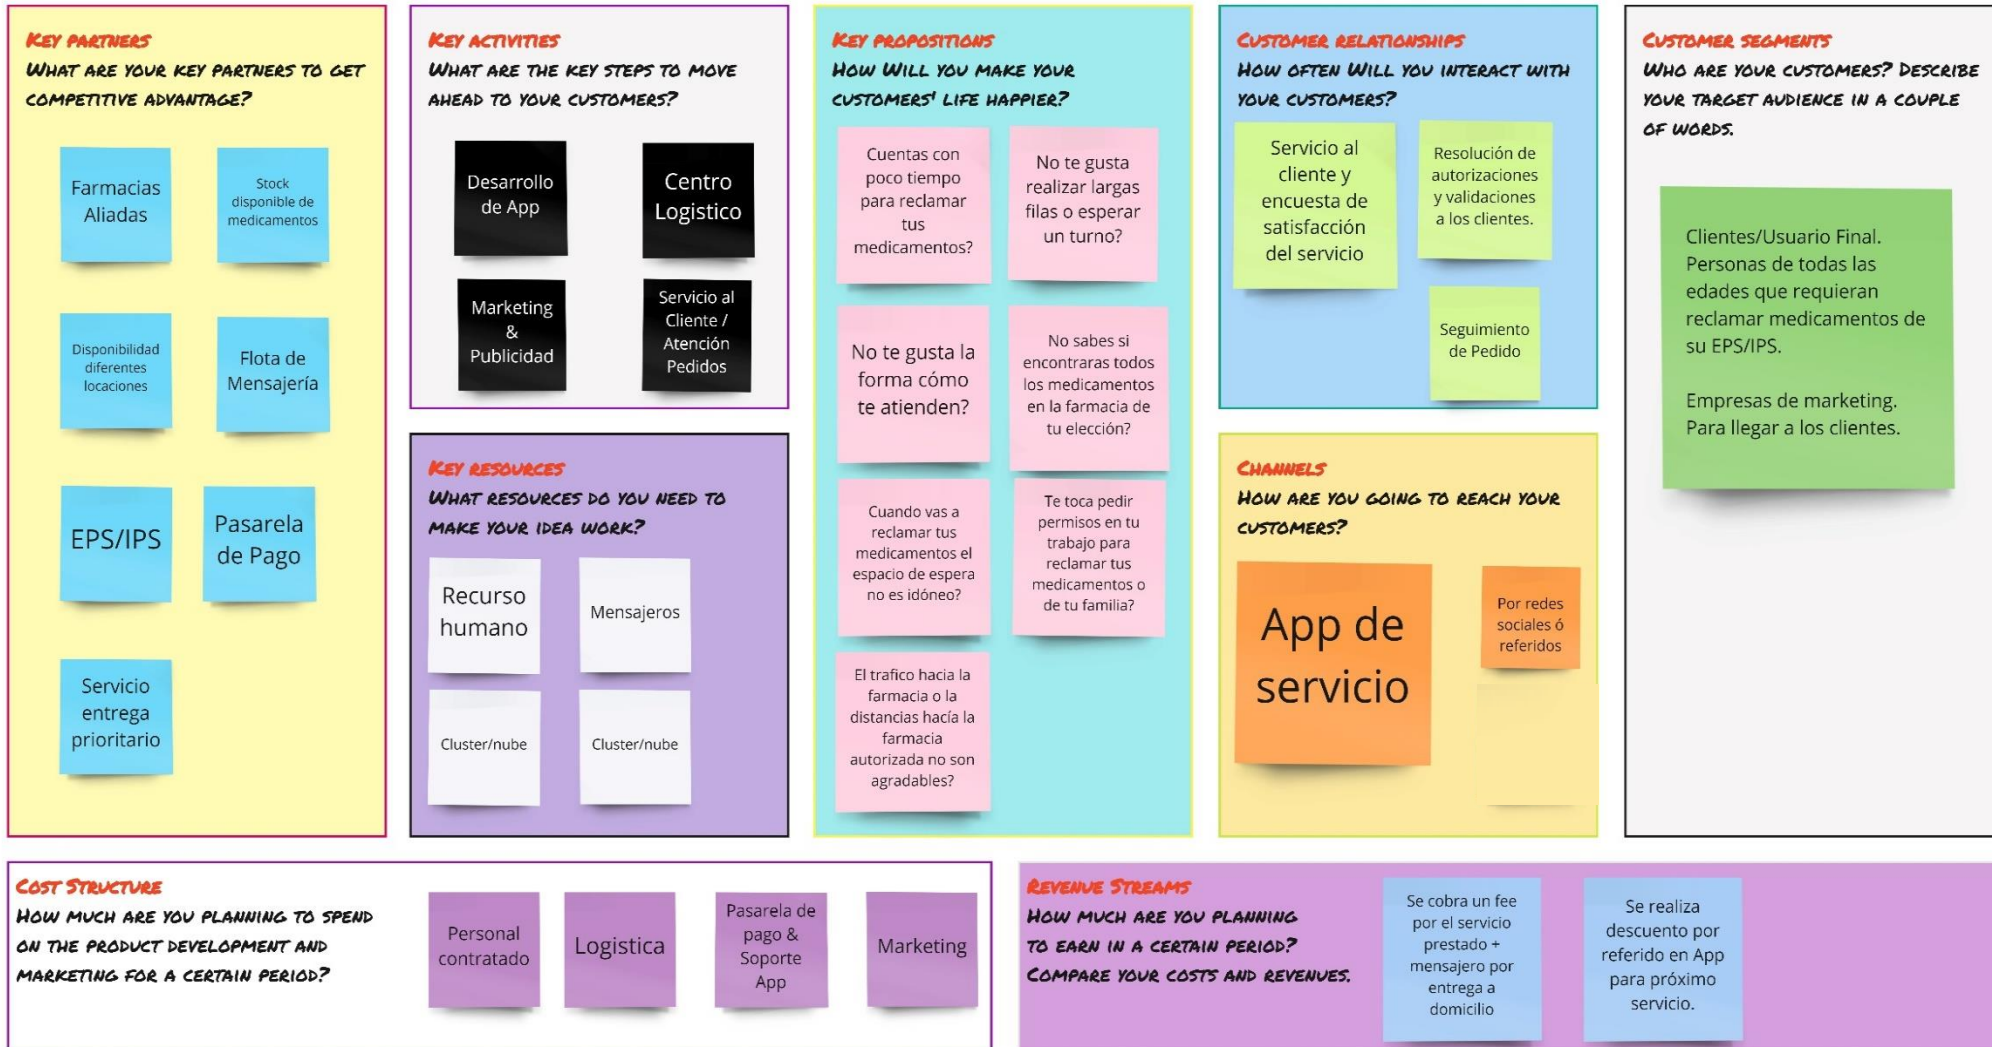 KEY PARTNERS
WHAT ARE YOUR KEY PARTNERS TO GET
COMPETITIVE ADVANTAGE?
Farmacias
Aliadas
Stock
disponible de
medicamentos
Disponibilidad
diferentes
locaciones
Flota de
Mensajería
EPS/IPS
Pasarela
de Pago
Servicio
entrega
prioritario
KEY ACTIVITIES
WHAT ARE THE KEY STEPS TO MOVE
AHEAD TO YOUR CUSTOMERS?
Desarrollo
de App
Centro
Logistico
Marketing
&
Publicidad
Servicio al
Cliente /
Atención
Pedidos
KEY RESOURCES
WHAT RESOURCES DO YOU NEED TO
MAKE YOUR IDEA WORK?
Recurso
humano
Mensajeros
Cluster/nube
Cluster/nube
KEY PROPOSITIONS
HOW WILL YOU MAKE YOUR
CUSTOMERS' LIFE HAPPIER?
Cuentas con
poco tiempo
para reclamar
tus
medicamentos?
No te gusta
realizar largas
filas o esperar
un turno?
No te gusta la
forma cómo
te atienden?
No sabes si
encontraras todos
los medicamentos
en la farmacia de
tu elección?
Cuando vas a
reclamar tus
medicamentos el
espacio de espera
no es idóneo?
Te toca pedir
permisos en tu
trabajo para
reclamar tus
medicamentos o
de tu familia?
El trafico hacia la
farmacia o la
distancias hacía la
farmacia
autorizada no son
agradables?
CUSTOMER RELATIONSHIPS
HOW OFTEN WILL YOU INTERACT WITH
YOUR CUSTOMERS?
Servicio al
cliente y
encuesta de
satisfacción
del servicio
Resolución de
autorizaciones
y validaciones
a los clientes.
Seguimiento
de Pedido
CHANNELS
HOW ARE YOU GOING TO REACH YOUR
CUSTOMERS?
App de
servicio
Por redes
sociales ó
referidos
CUSTOMER SEGMENTS
WHO ARE YOUR CUSTOMERS? DESCRIBE
YOUR TARGET AUDIENCE IN A COUPLE
OF WORDS.
Clientes/Usuario Final.
Personas de todas las
edades que requieran
reclamar medicamentos de
su EPS/IPS.
Empresas de marketing.
Para llegar a los clientes.
COST STRUCTURE
HOW MUCH ARE YOU PLANNING TO SPEND
ON THE PRODUCT DEVELOPMENT AND
MARKETING FOR A CERTAIN PERIOD?
Personal
contratado
Logistica
Pasarela de
pago &
Soporte
App
Marketing
REVENUE STREAMS
HOW MUCH ARE YOU PLANNING
TO EARN IN A CERTAIN PERIOD?
COMPARE YOUR COSTS AND REVENUES.
Se cobra un fee
por el servicio
prestado +
mensajero por
entrega a
domicilio
Se realiza
descuento por
referido en App
para próximo
servicio.